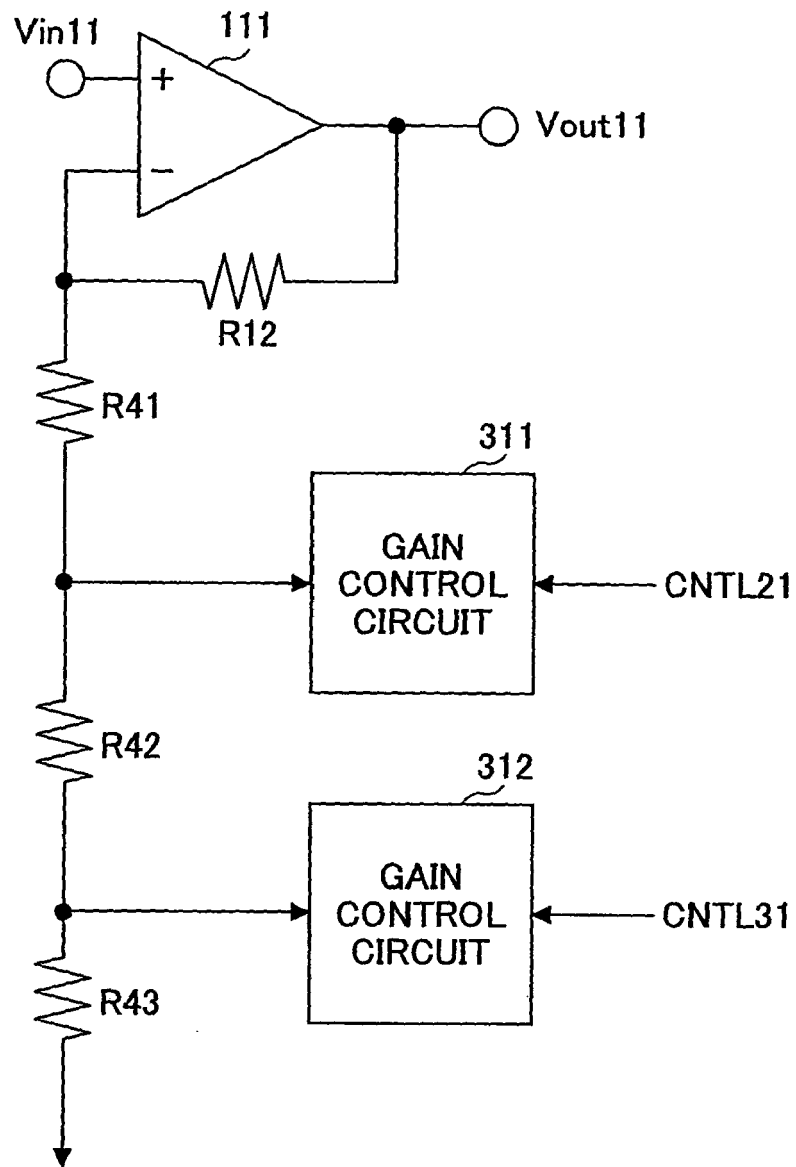 Vin11
111
+
Vout11
−
R12
R41
311
GAIN
CONTROL
CIRCUIT
CNTL21
R42
312
GAIN
CONTROL
CIRCUIT
CNTL31
R43